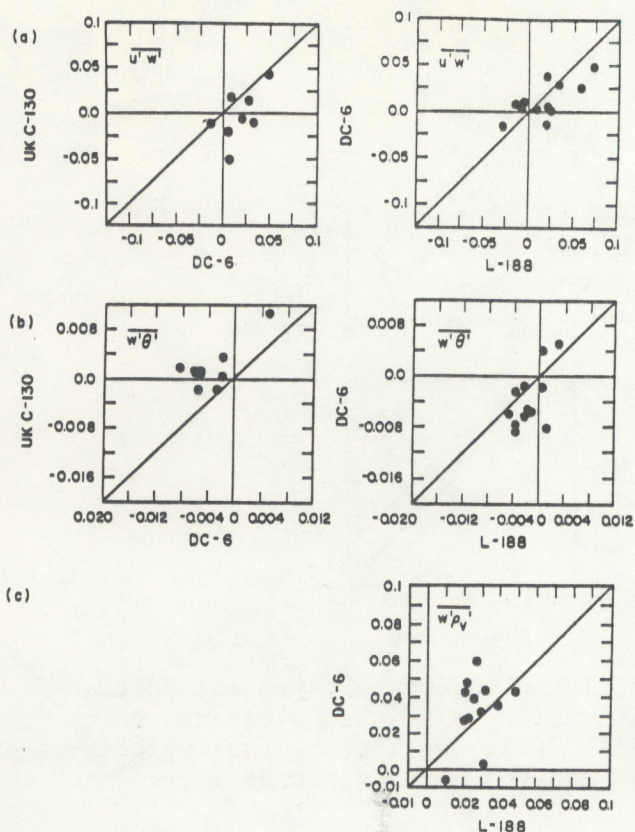 (a)
0.1
0.05
0.0
-0.05
-0.1
UK C-130
u'w'
-0.1 -0.05 0 0.05 0.1
DC-6
0.1
0.05
0.0
-0.05
-0.1
DC-6
u'w'
-0.1 -0.05 0 0.05 0.1
L-188
(b)
0.008
0.0
-0.008
-0.016
UK C-130
w'θ'
0.020 -0.012 -0.004 0 0.004 0.012
DC-6
0.008
0.0
-0.008
-0.016
DC-6
w'θ'
-0.020 -0.012 -0.004 0 0.004 0.012
L-188
(c)
0.1
0.08
0.06
0.04
0.02
0.0
-0.01
DC-6
w'ρv'
-0.01 0 0.02 0.04 0.06 0.08 0.1
L-188